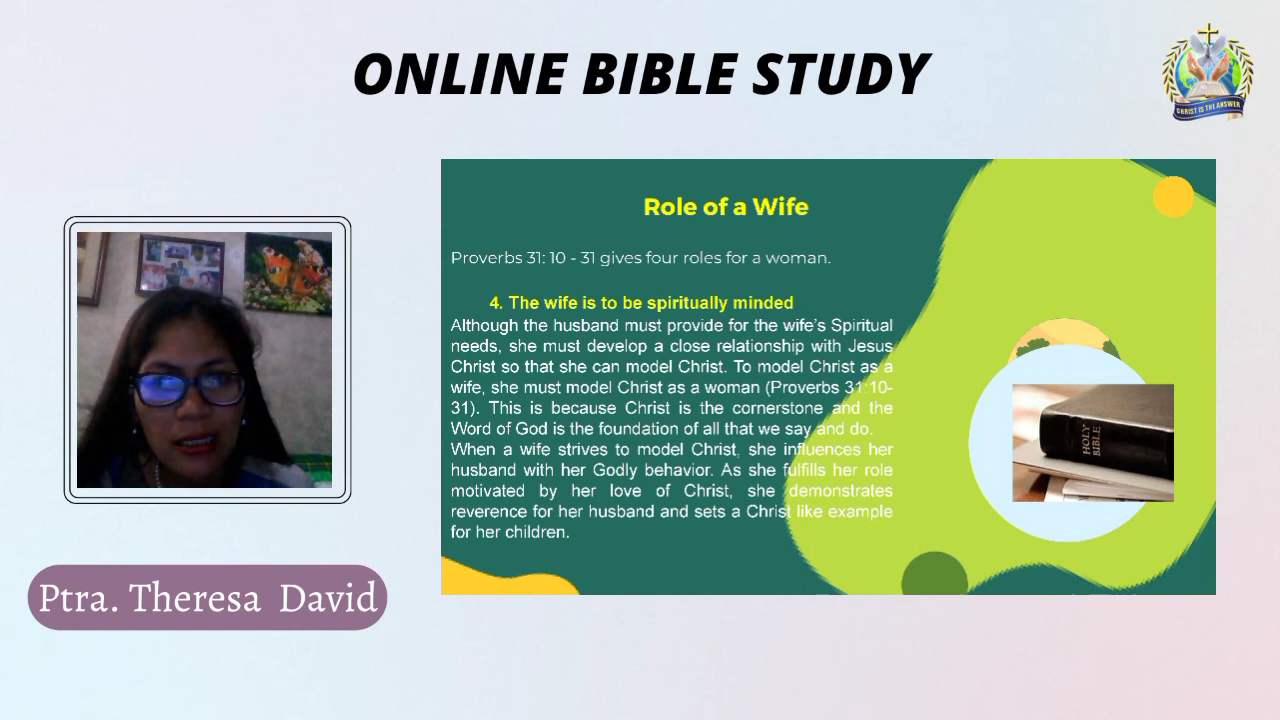 ONLINE BIBLE STUDY
CHRIST IS THE ANSWER
Role of a Wife
Proverbs 31: 10 - 31 gives four roles for a woman.
4. The wife is to be spiritually minded
Although the husband must provide for the wife's Spiritual
needs, she must develop a close relationship with Jesus
Christ so that she can model Christ. To model Christ as a
wife, she must model Christ as a woman (Proverbs 31:10-
31). This is because Christ is the cornerstone and the
Word of God is the foundation of all that we say and do.
When a wife strives to model Christ, she influences her
husband with her Godly behavior. As she fulfills her role
motivated by her love of Christ, she demonstrates
reverence for her husband and sets a Christ like example
for her children.
HOLY
BIBLE
Ptra. Theresa David